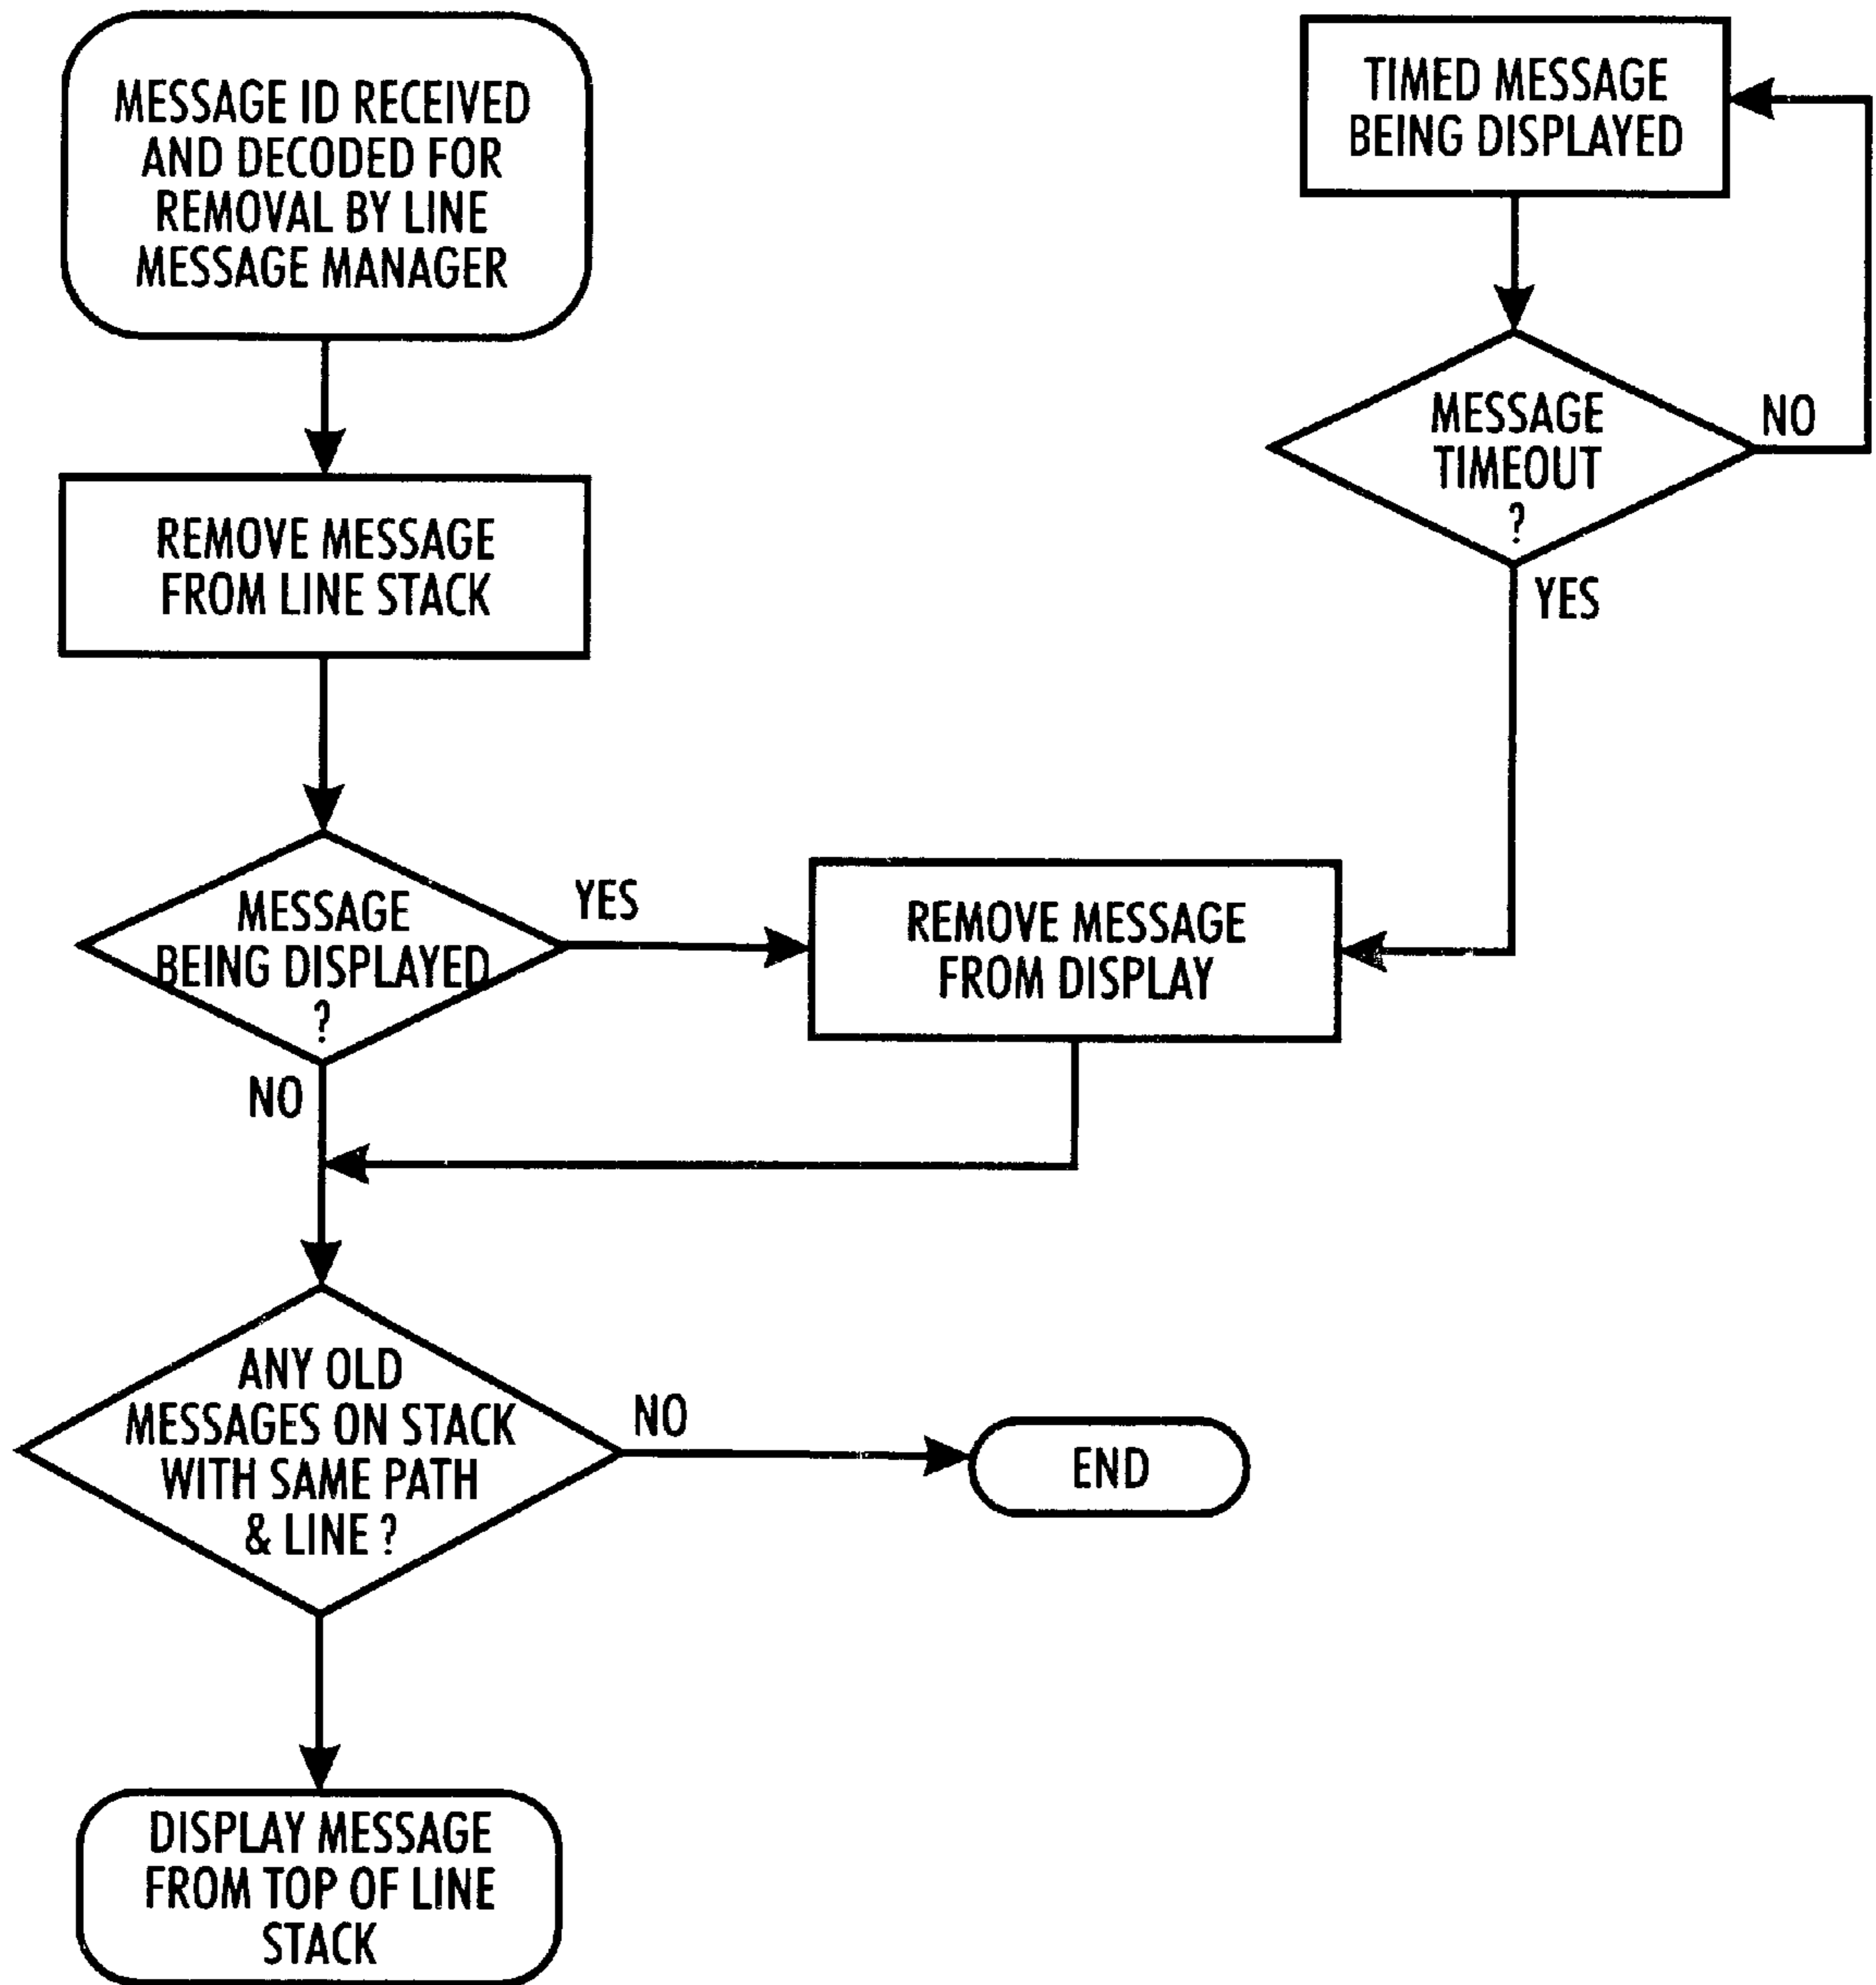 MESSAGE ID RECEIVED
AND DECODED FOR
REMOVAL BY LINE
MESSAGE MANAGER
REMOVE MESSAGE
FROM LINE STACK
MESSAGE
BEING DISPLAYED
?
YES
NO
TIMED MESSAGE
BEING DISPLAYED
MESSAGE
TIMEOUT
?
NO
YES
REMOVE MESSAGE
FROM DISPLAY
ANY OLD
MESSAGES ON STACK
WITH SAME PATH
& LINE ?
NO
END
DISPLAY MESSAGE
FROM TOP OF LINE
STACK